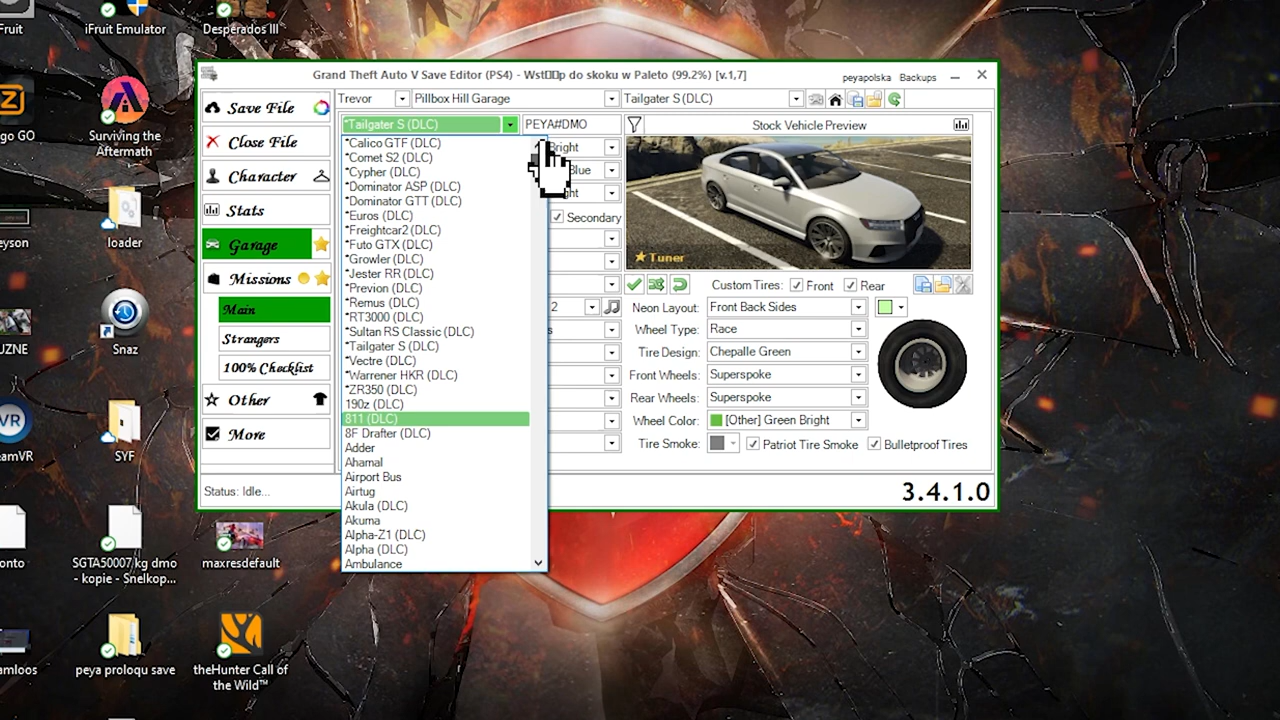 Fruit
iFruit Emulator
Desperados III
go GO
Surviving the
Aftermath
eyson
loader
UZNE
Snaz
eamVR
SYF
onto
SGTA50007 kg dmo
- kopie - Snelkop...
maxresdefault
amloos
peya proloqu save
theHunter Call of
the Wild™
Grand Theft Auto V Save Editor (PS4) - Wst▯▯p do skoku w Paleto (99.2%) [v.1,7]
peyapolska
Backups
Save File
Close File
Character
Stats
Garage
Missions
Main
Strangers
100% Checklist
Other
More
Status: Idle...
Trevor
Pillbox Hill Garage
Tailgater S (DLC)
*Tailgater S (DLC)
PEYA#DMO
*Calico GTF (DLC)
*Comet S2 (DLC)
*Cypher (DLC)
*Dominator ASP (DLC)
*Dominator GTT (DLC)
*Euros (DLC)
*Freightcar2 (DLC)
*Futo GTX (DLC)
*Growler (DLC)
*Jester RR (DLC)
*Previon (DLC)
*Remus (DLC)
*RT3000 (DLC)
*Sultan RS Classic (DLC)
*Tailgater S (DLC)
*Vectre (DLC)
*Warrener HKR (DLC)
*ZR350 (DLC)
190z (DLC)
811 (DLC)
8F Drafter (DLC)
Adder
Ahamal
Airport Bus
Airtug
Akula (DLC)
Akuma
Alpha-Z1 (DLC)
Alpha (DLC)
Ambulance
Bright
Blue
ght
Secondary
2
s
Stock Vehicle Preview
Tuner
Custom Tires:
Front
Rear
Neon Layout:
Front Back Sides
Wheel Type:
Race
Tire Design:
Chepalle Green
Front Wheels:
Superspoke
Rear Wheels:
Superspoke
Wheel Color:
[Other] Green Bright
Tire Smoke:
Patriot Tire Smoke
Bulletproof Tires
3.4.1.0